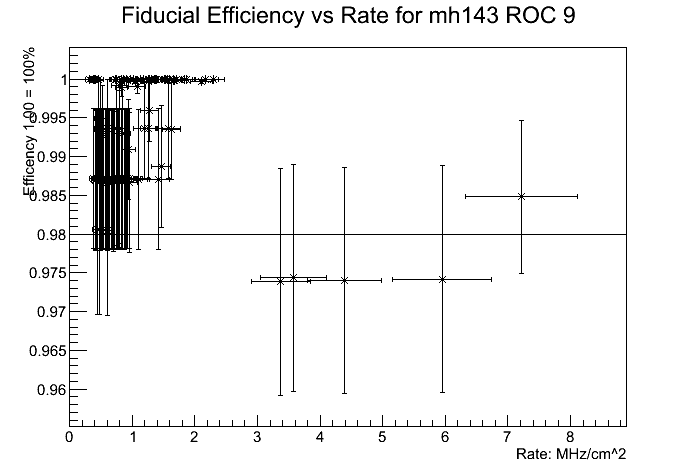 Fiducial Efficiency vs Rate for mh143 ROC 9
Efficency 1.00 = 100%
1
0.995
0.99
0.985
0.98
0.975
0.97
0.965
0.96
0 1 2 3 4 5 6 7 8
Rate: MHz/cm^2